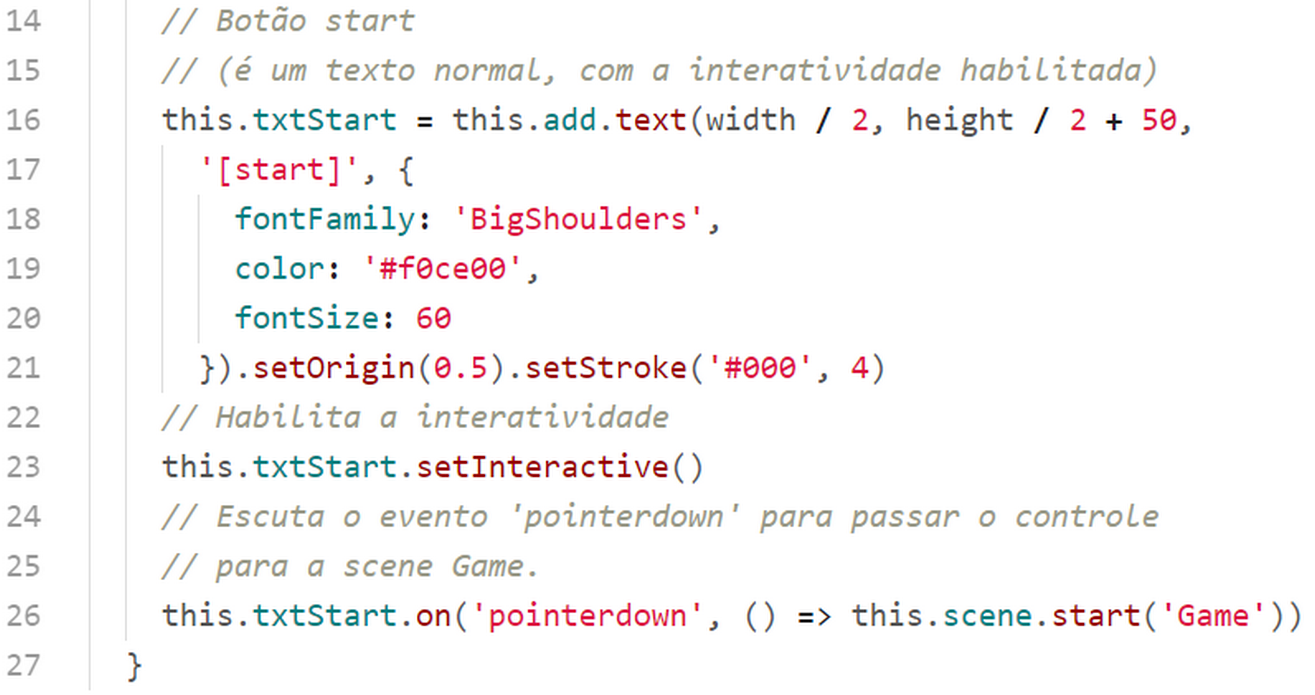 14 // Botão start
15 // (é um texto normal, com a interatividade habilitada)
16 this.txtStart = this.add.text(width / 2, height / 2 + 50,
17 '[start]', {
18 fontFamily: 'BigShoulders',
19 color: '#f0ce00',
20 fontSize: 60
21 }).setOrigin(0.5).setStroke('#000', 4)
22 // Habilita a interatividade
23 this.txtStart.setInteractive()
24 // Escuta o evento 'pointerdown' para passar o controle
25 // para a scene Game.
26 this.txtStart.on('pointerdown', () => this.scene.start('Game'))
27 }